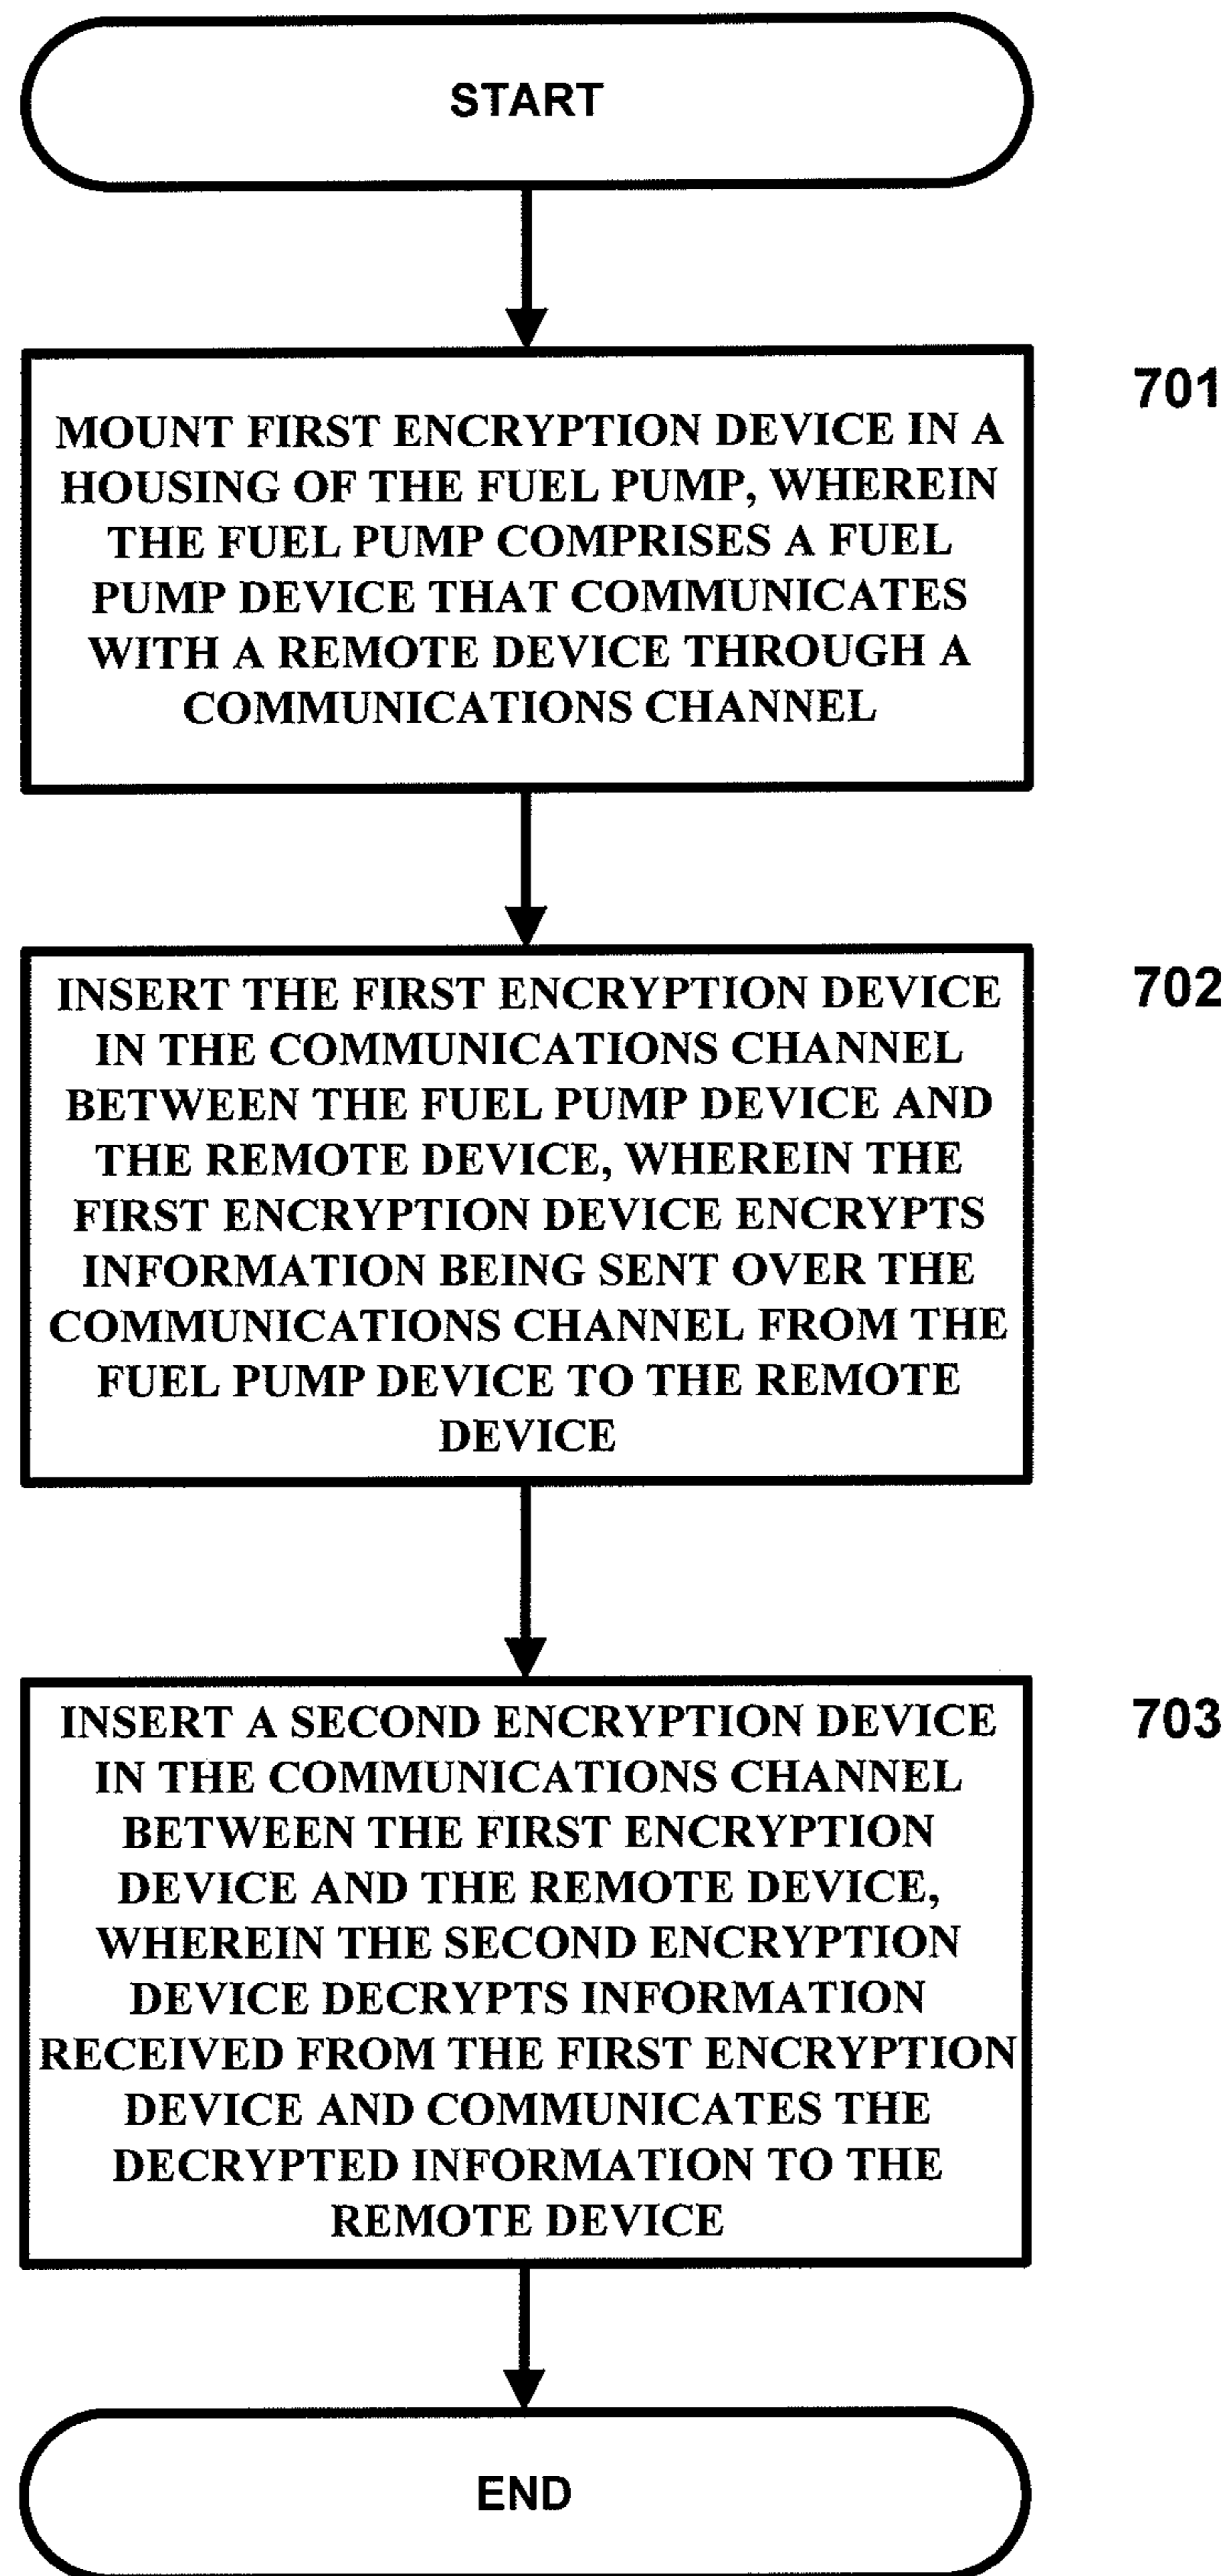 START
701
MOUNT FIRST ENCRYPTION DEVICE IN A
HOUSING OF THE FUEL PUMP, WHEREIN
THE FUEL PUMP COMPRISES A FUEL
PUMP DEVICE THAT COMMUNICATES
WITH A REMOTE DEVICE THROUGH A
COMMUNICATIONS CHANNEL
702
INSERT THE FIRST ENCRYPTION DEVICE
IN THE COMMUNICATIONS CHANNEL
BETWEEN THE FUEL PUMP DEVICE AND
THE REMOTE DEVICE, WHEREIN THE
FIRST ENCRYPTION DEVICE ENCRYPTS
INFORMATION BEING SENT OVER THE
COMMUNICATIONS CHANNEL FROM THE
FUEL PUMP DEVICE TO THE REMOTE
DEVICE
703
INSERT A SECOND ENCRYPTION DEVICE
IN THE COMMUNICATIONS CHANNEL
BETWEEN THE FIRST ENCRYPTION
DEVICE AND THE REMOTE DEVICE,
WHEREIN THE SECOND ENCRYPTION
DEVICE DECRYPTS INFORMATION
RECEIVED FROM THE FIRST ENCRYPTION
DEVICE AND COMMUNICATES THE
DECRYPTED INFORMATION TO THE
REMOTE DEVICE
END